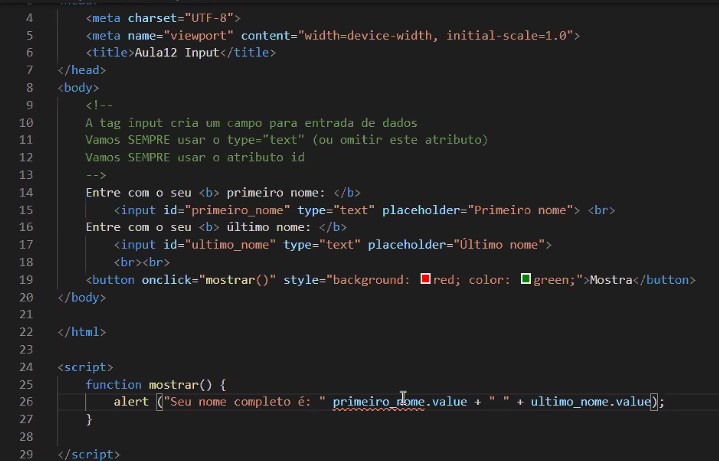 4 <meta charset="UTF-8">
5 <meta name="viewport" content="width=device-width, initial-scale=1.0">
6 <title>Aula12 Input</title>
7 </head>
8 <body>
9 <!--
10 A tag input cria um campo para entrada de dados
11 Vamos SEMPRE usar o type="text" (ou omitir este atributo)
12 Vamos SEMPRE usar o atributo id
13 -->
14 Entre com o seu <b> primeiro nome: </b>
15 <input id="primeiro_nome" type="text" placeholder="Primeiro nome"> <br>
16 Entre com o seu <b> último nome: </b>
17 <input id="ultimo_nome" type="text" placeholder="Último nome">
18 <br><br>
19 <button onclick="mostrar()" style="background: red; color: green;">Mostra</button>
20 </body>
21
22 </html>
23
24 <script>
25 function mostrar() {
26 alert ("Seu nome completo é: " primeiro_nome.value + " " + ultimo_nome.value);
27 }
28
29 </script>